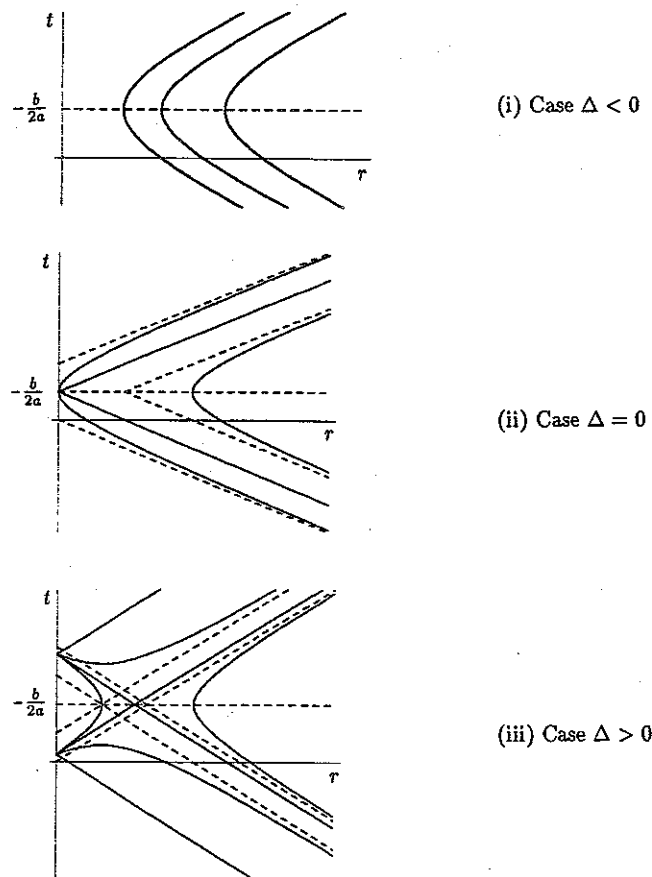 t
-b/2a
r
(i) Case Δ < 0
t
-b/2a
r
(ii) Case Δ = 0
t
-b/2a
r
(iii) Case Δ > 0